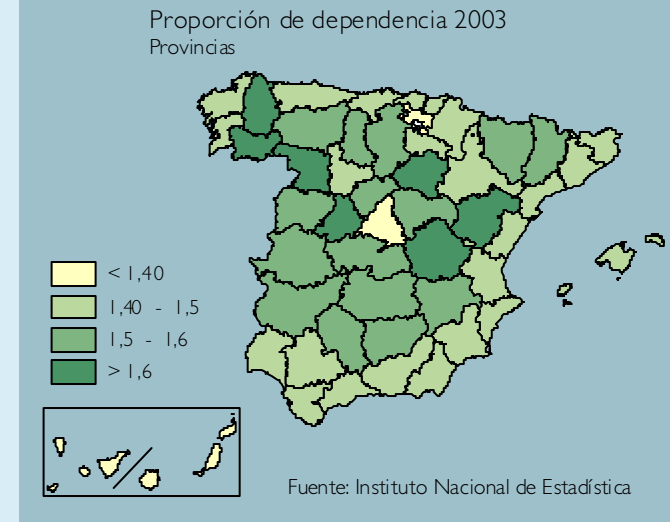 Proporción de dependencia 2003
Provincias
< 1,40
1,40 - 1,5
1,5 - 1,6
> 1,6
Fuente: Instituto Nacional de Estadística